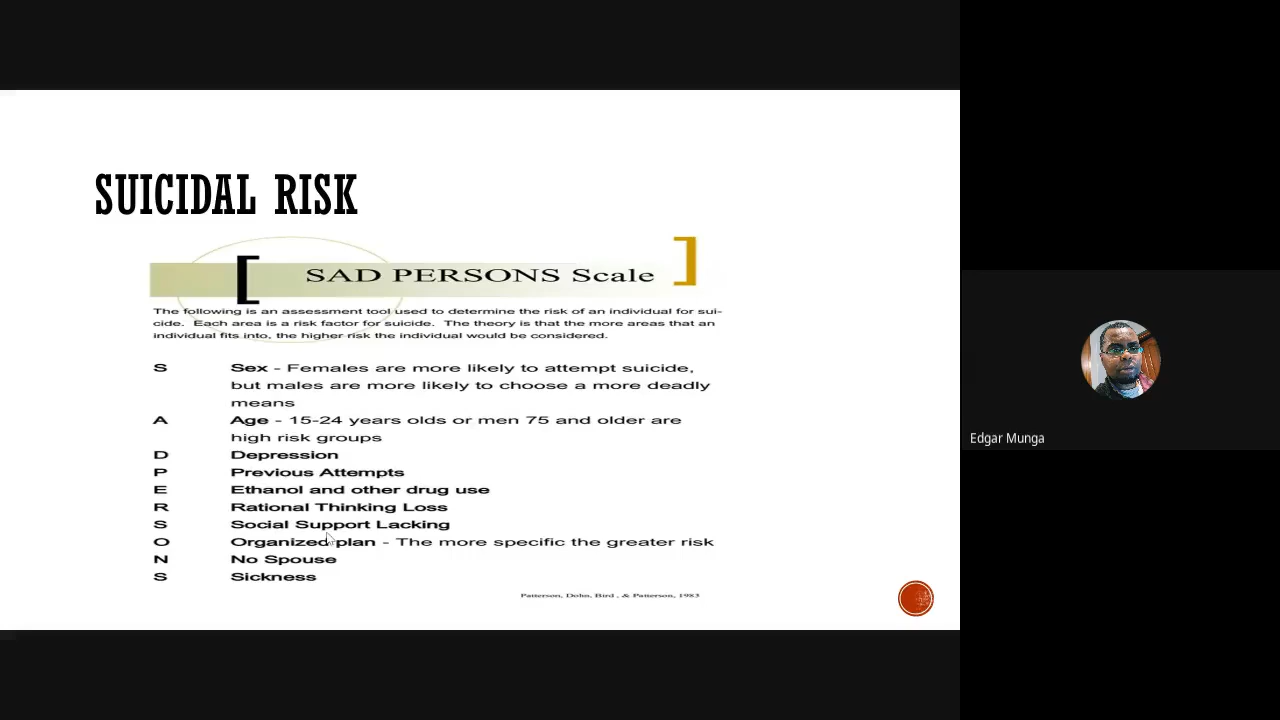 SUICIDAL RISK
[ SAD PERSONS Scale ]
The following is an assessment tool used to determine the risk of an individual for sui-
cide. Each area is a risk factor for suicide. The theory is that the more areas that an
individual fits into, the higher risk the individual would be considered.
S Sex - Females are more likely to attempt suicide,
but males are more likely to choose a more deadly
means
A Age - 15-24 years olds or men 75 and older are
high risk groups
D Depression
P Previous Attempts
E Ethanol and other drug use
R Rational Thinking Loss
S Social Support Lacking
O Organized plan - The more specific the greater risk
N No Spouse
S Sickness
Patterson, Dohn, Bird , & Patterson, 1983
Edgar Munga